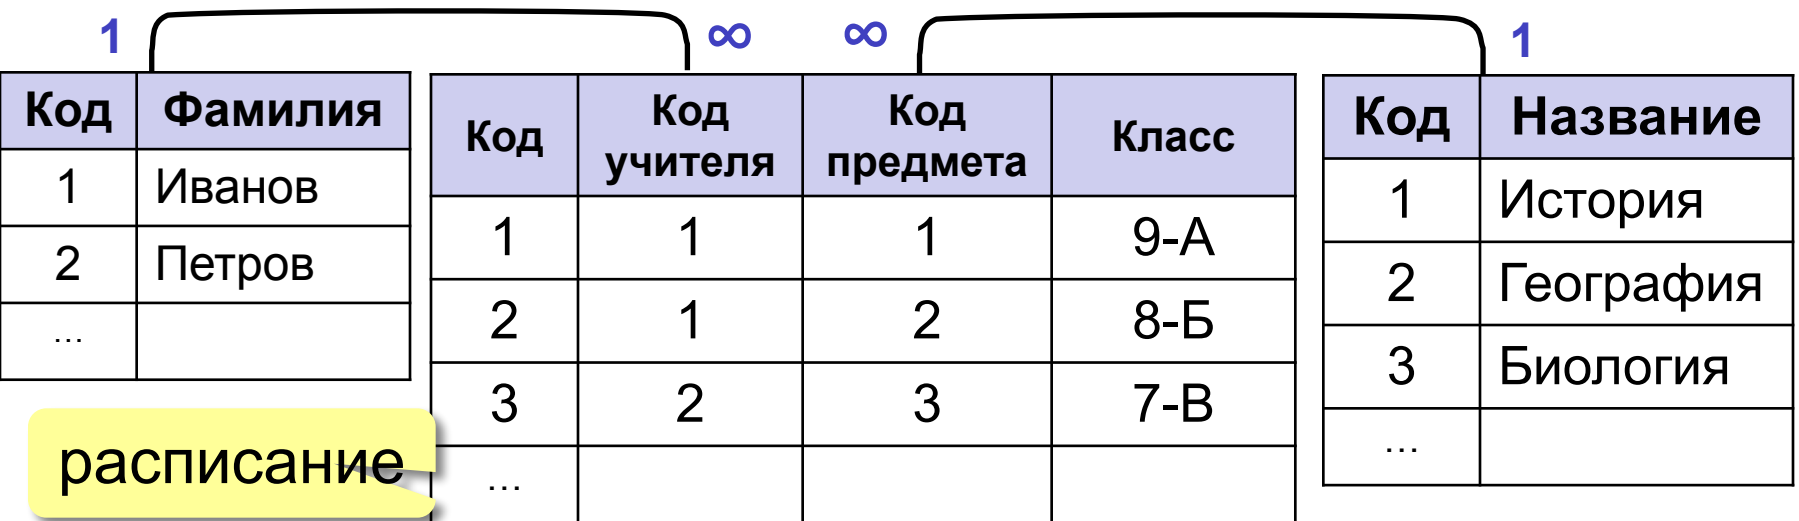 1 ∞ ∞ 1
Код Фамилия
1 Иванов
2 Петров
...
Код Код учителя Код предмета Класс
1 1 1 9-А
2 1 2 8-Б
3 2 3 7-В
...
Код Название
1 История
2 География
3 Биология
...
расписание